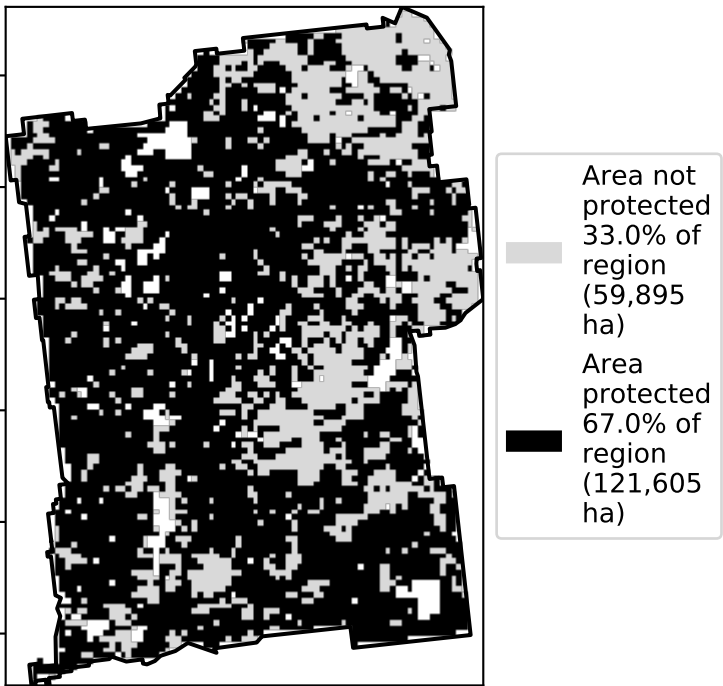 Area not
protected
33.0% of
region
(59,895
ha)
Area
protected
67.0% of
region
(121,605
ha)